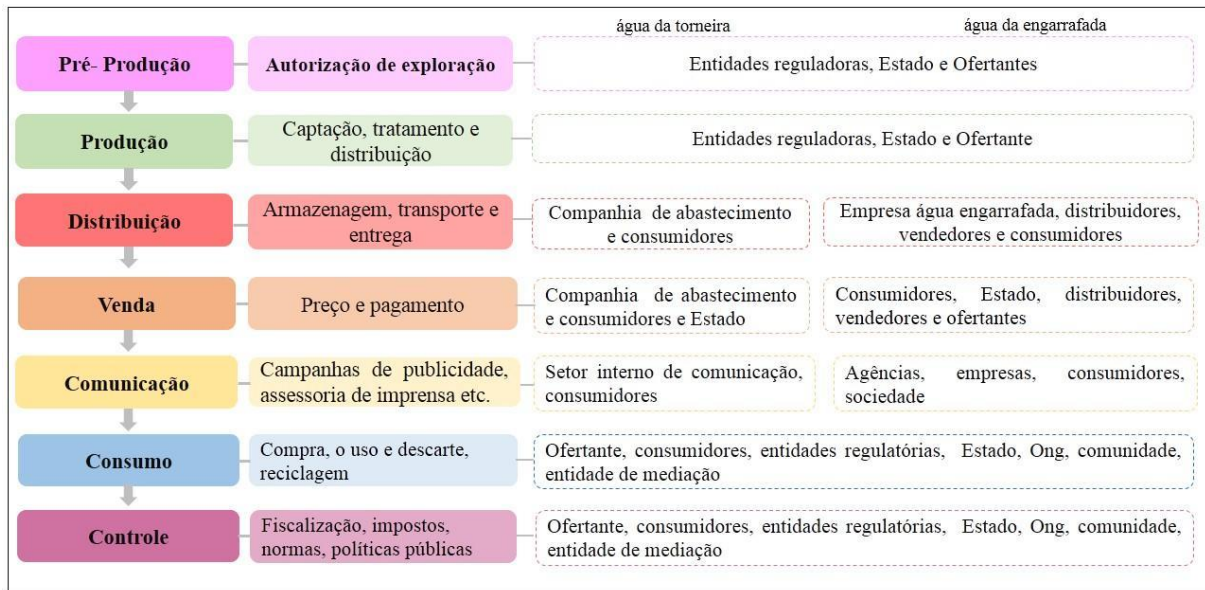 água da torneira
água da engarrafada
Pré- Produção
Autorização de exploração
Entidades reguladoras, Estado e Ofertantes
Produção
Captação, tratamento e
distribuição
Entidades reguladoras, Estado e Ofertante
Distribuição
Armazenagem, transporte e
entrega
Companhia de abastecimento
e consumidores
Empresa água engarrafada, distribuidores,
vendedores e consumidores
Venda
Preço e pagamento
Companhia de abastecimento
e consumidores e Estado
Consumidores, Estado, distribuidores,
vendedores e ofertantes
Comunicação
Campanhas de publicidade,
assessoria de imprensa etc.
Setor interno de comunicação,
consumidores
Agências, empresas, consumidores,
sociedade
Consumo
Compra, o uso e descarte,
reciclagem
Ofertante, consumidores, entidades regulatórias, Estado, Ong, comunidade,
entidade de mediação
Controle
Fiscalização, impostos,
normas, políticas públicas
Ofertante, consumidores, entidades regulatórias, Estado, Ong, comunidade,
entidade de mediação